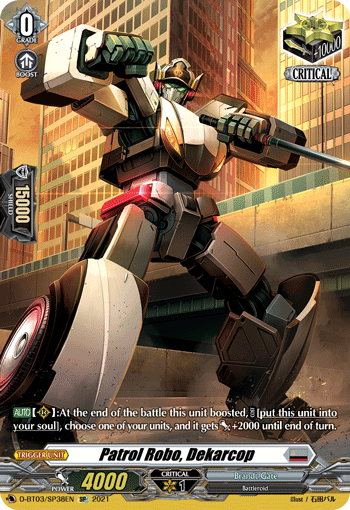 0
GRADE
BOOST
+10000
CRITICAL
15000
SHIELD
AUTO【R】:At the end of the battle this unit boosted, [put this unit into
your soul], choose one of your units, and it gets +2000 until end of turn.
TRIGGER UNIT
Patrol Robo, Dekarcop
POWER
4000
CRITICAL
1
Brandt Gate
Battleroid
D-BT03/SP38EN SP 2021
illust / 石田バル